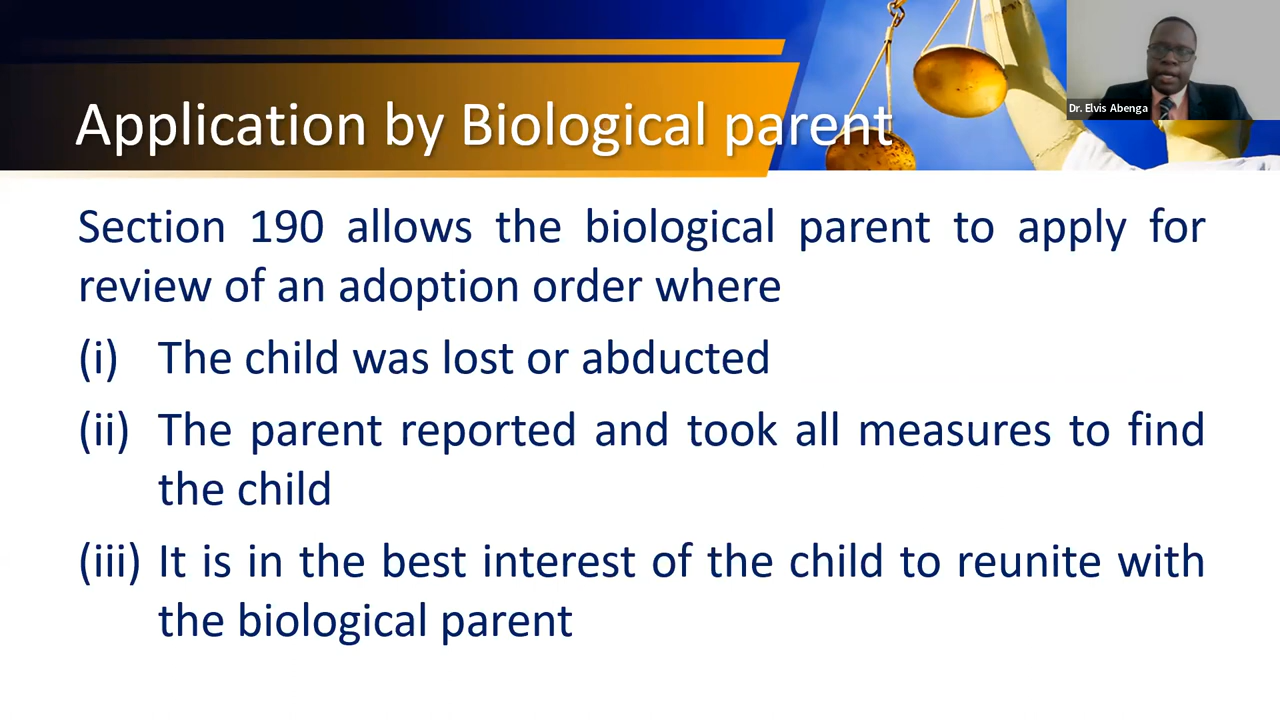 Dr. Elvis Abenga
Application by Biological parent
Section 190 allows the biological parent to apply for
review of an adoption order where
(i) The child was lost or abducted
(ii) The parent reported and took all measures to find
the child
(iii) It is in the best interest of the child to reunite with
the biological parent